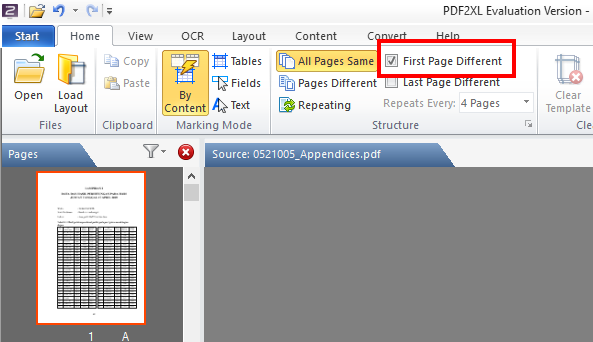 PDF2XL Evaluation Version -
Start Home View OCR Layout Content Convert Help
Open
Load Layout
Files
Copy
Paste
Clipboard
By Content
Tables
Fields
Text
Marking Mode
All Pages Same
Pages Different
Repeating
First Page Different
Last Page Different
Repeats Every: 4 Pages
Structure
Clear Template
Clea
Pages
Source: 0521005_Appendices.pdf
1 A